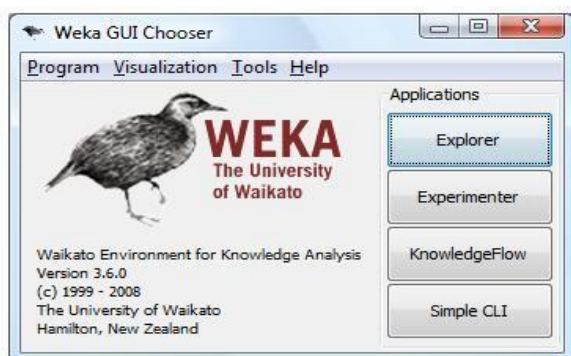 Weka GUI Chooser
Program Visualization Tools Help
WEKA
The University
of Waikato
Waikato Environment for Knowledge Analysis
Version 3.6.0
(c) 1999 - 2008
The University of Waikato
Hamilton, New Zealand
Applications
Explorer
Experimenter
KnowledgeFlow
Simple CLI